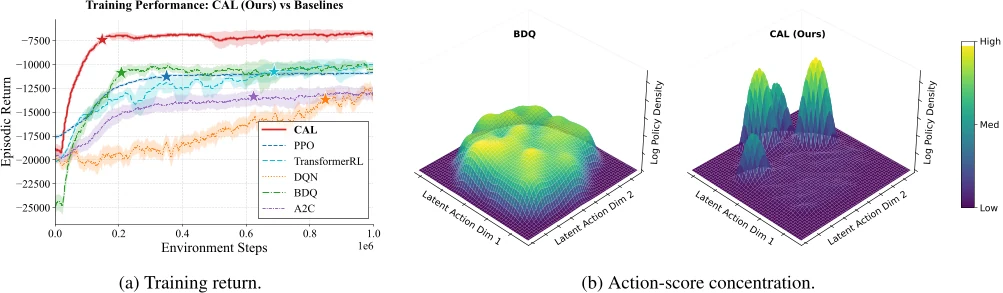 Training Performance: CAL (Ours) vs Baselines
Episodic Return
−7500
−10000
−12500
−15000
−17500
−20000
−22500
−25000
0.0
0.2
0.4
0.6
0.8
1.0
1e6
Environment Steps
CAL
PPO
TransformerRL
DQN
BDQ
A2C
(a) Training return.
BDQ
Log Policy Density
Latent Action Dim 1
Latent Action Dim 2
CAL (Ours)
Log Policy Density
Latent Action Dim 1
Latent Action Dim 2
High
Med
Low
(b) Action-score concentration.